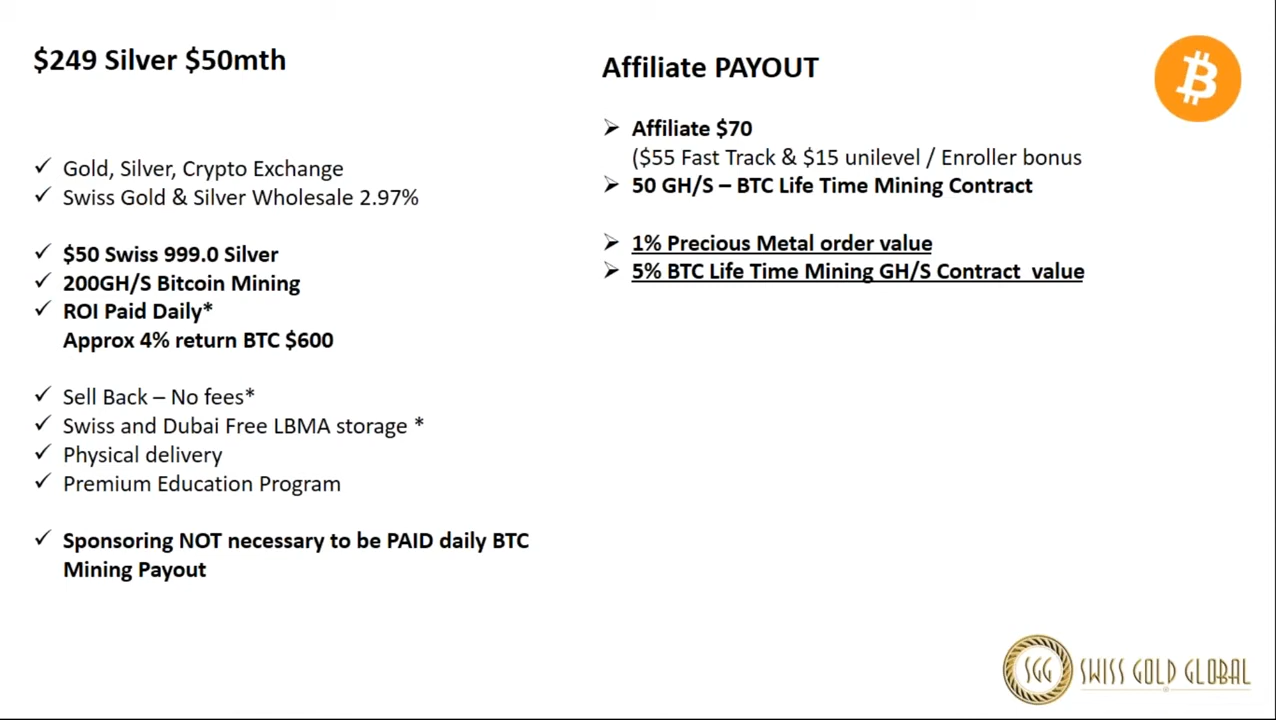 $249 Silver $50mth
Gold, Silver, Crypto Exchange
Swiss Gold & Silver Wholesale 2.97%
$50 Swiss 999.0 Silver
200GH/S Bitcoin Mining
ROI Paid Daily*
Approx 4% return BTC $600
Sell Back – No fees*
Swiss and Dubai Free LBMA storage *
Physical delivery
Premium Education Program
Sponsoring NOT necessary to be PAID daily BTC
Mining Payout
Affiliate PAYOUT
Affiliate $70
($55 Fast Track & $15 unilevel / Enroller bonus
50 GH/S – BTC Life Time Mining Contract
1% Precious Metal order value
5% BTC Life Time Mining GH/S Contract  value
SGG SWISS GOLD GLOBAL